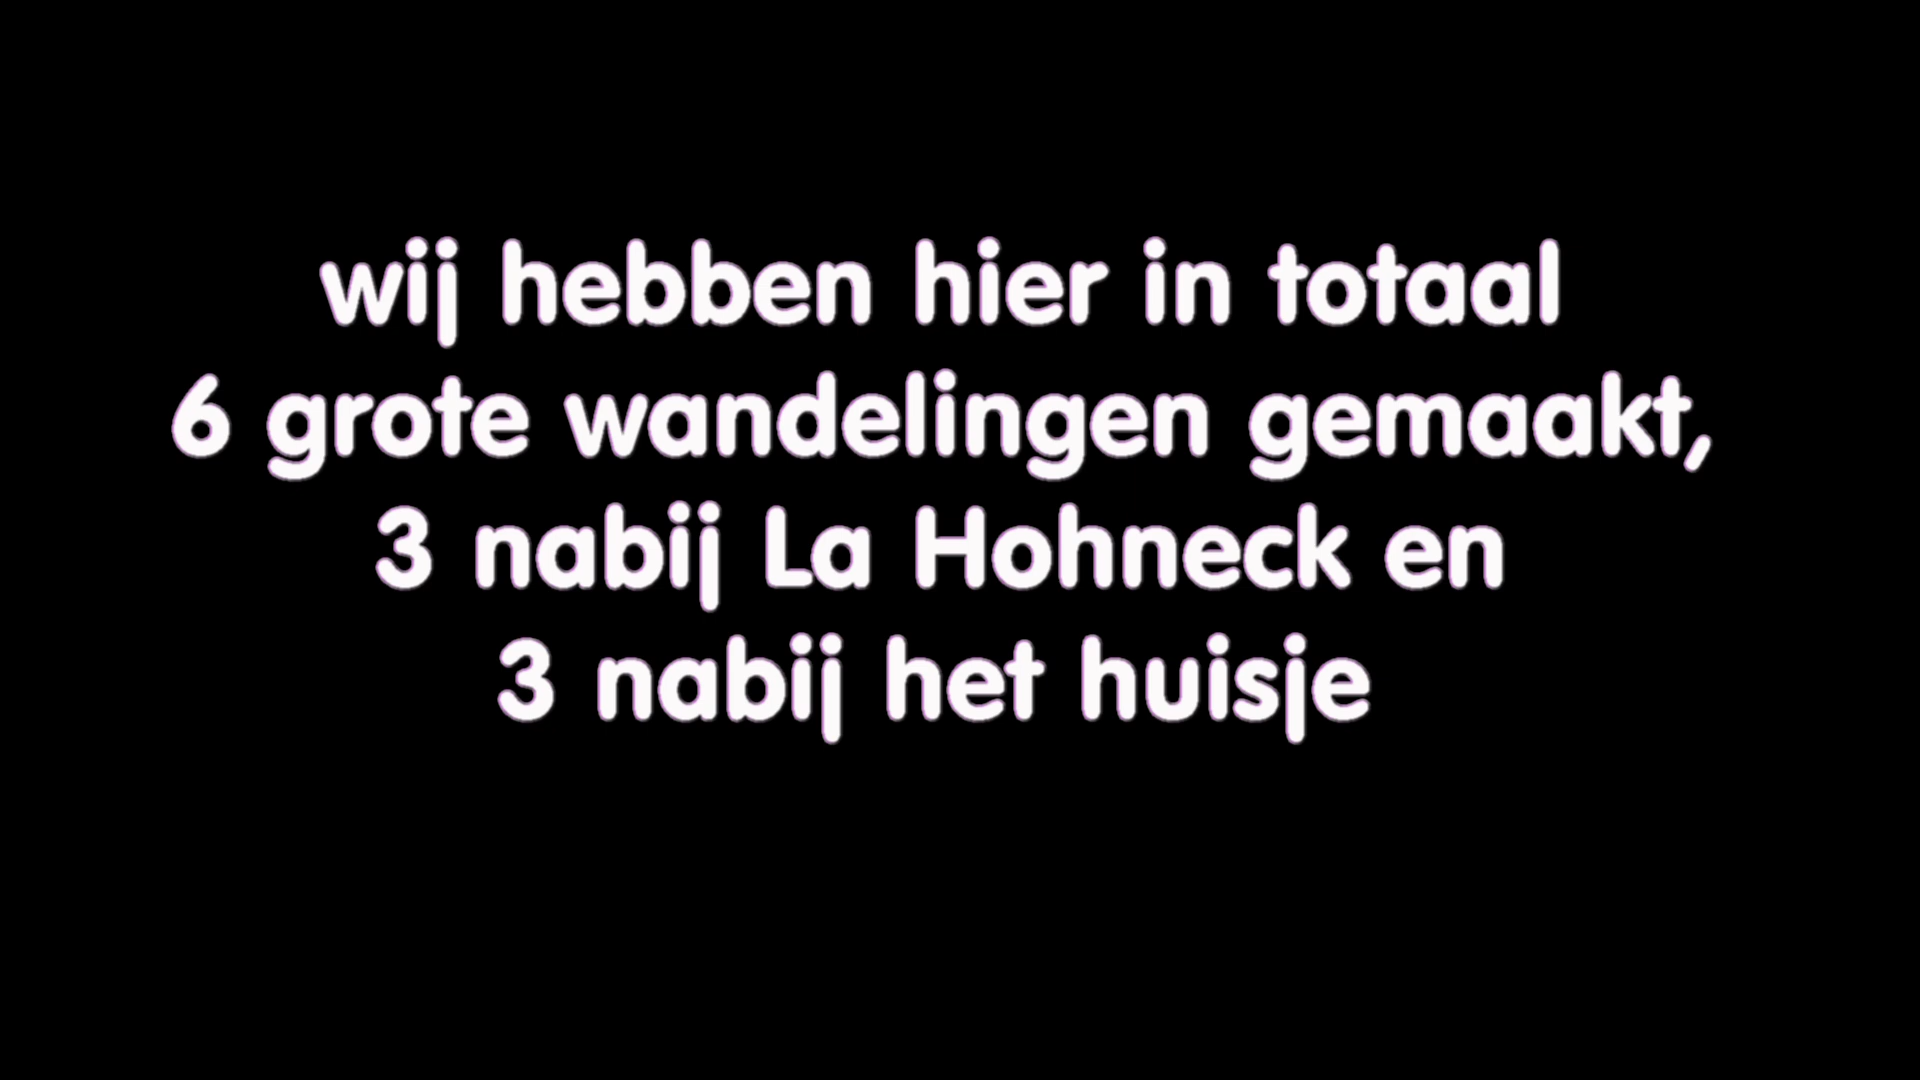 wij hebben hier in totaal
6 grote wandelingen gemaakt,
3 nabij La Hohneck en
3 nabij het huisje